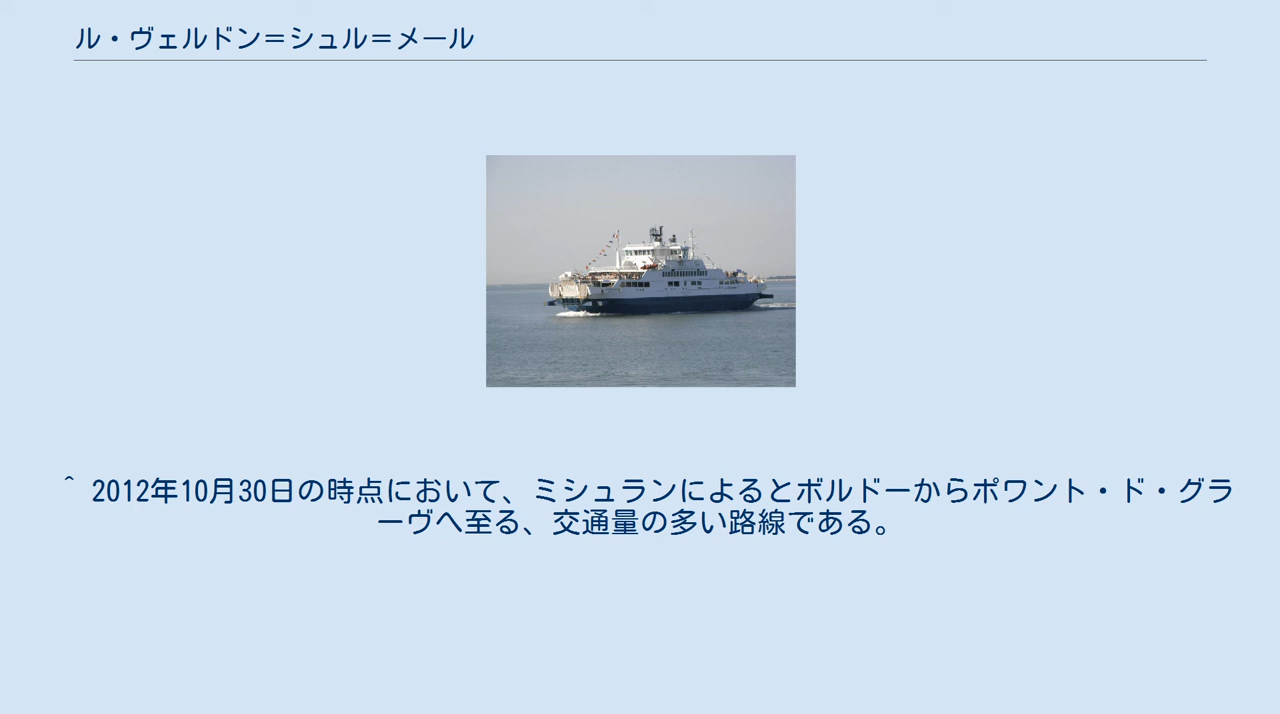 ル・ヴェルドン＝シュル＝メール
^ 2012年10月30日の時点において、ミシュランによるとボルドーからポワント・ド・グラ
ーヴへ至る、交通量の多い路線である。